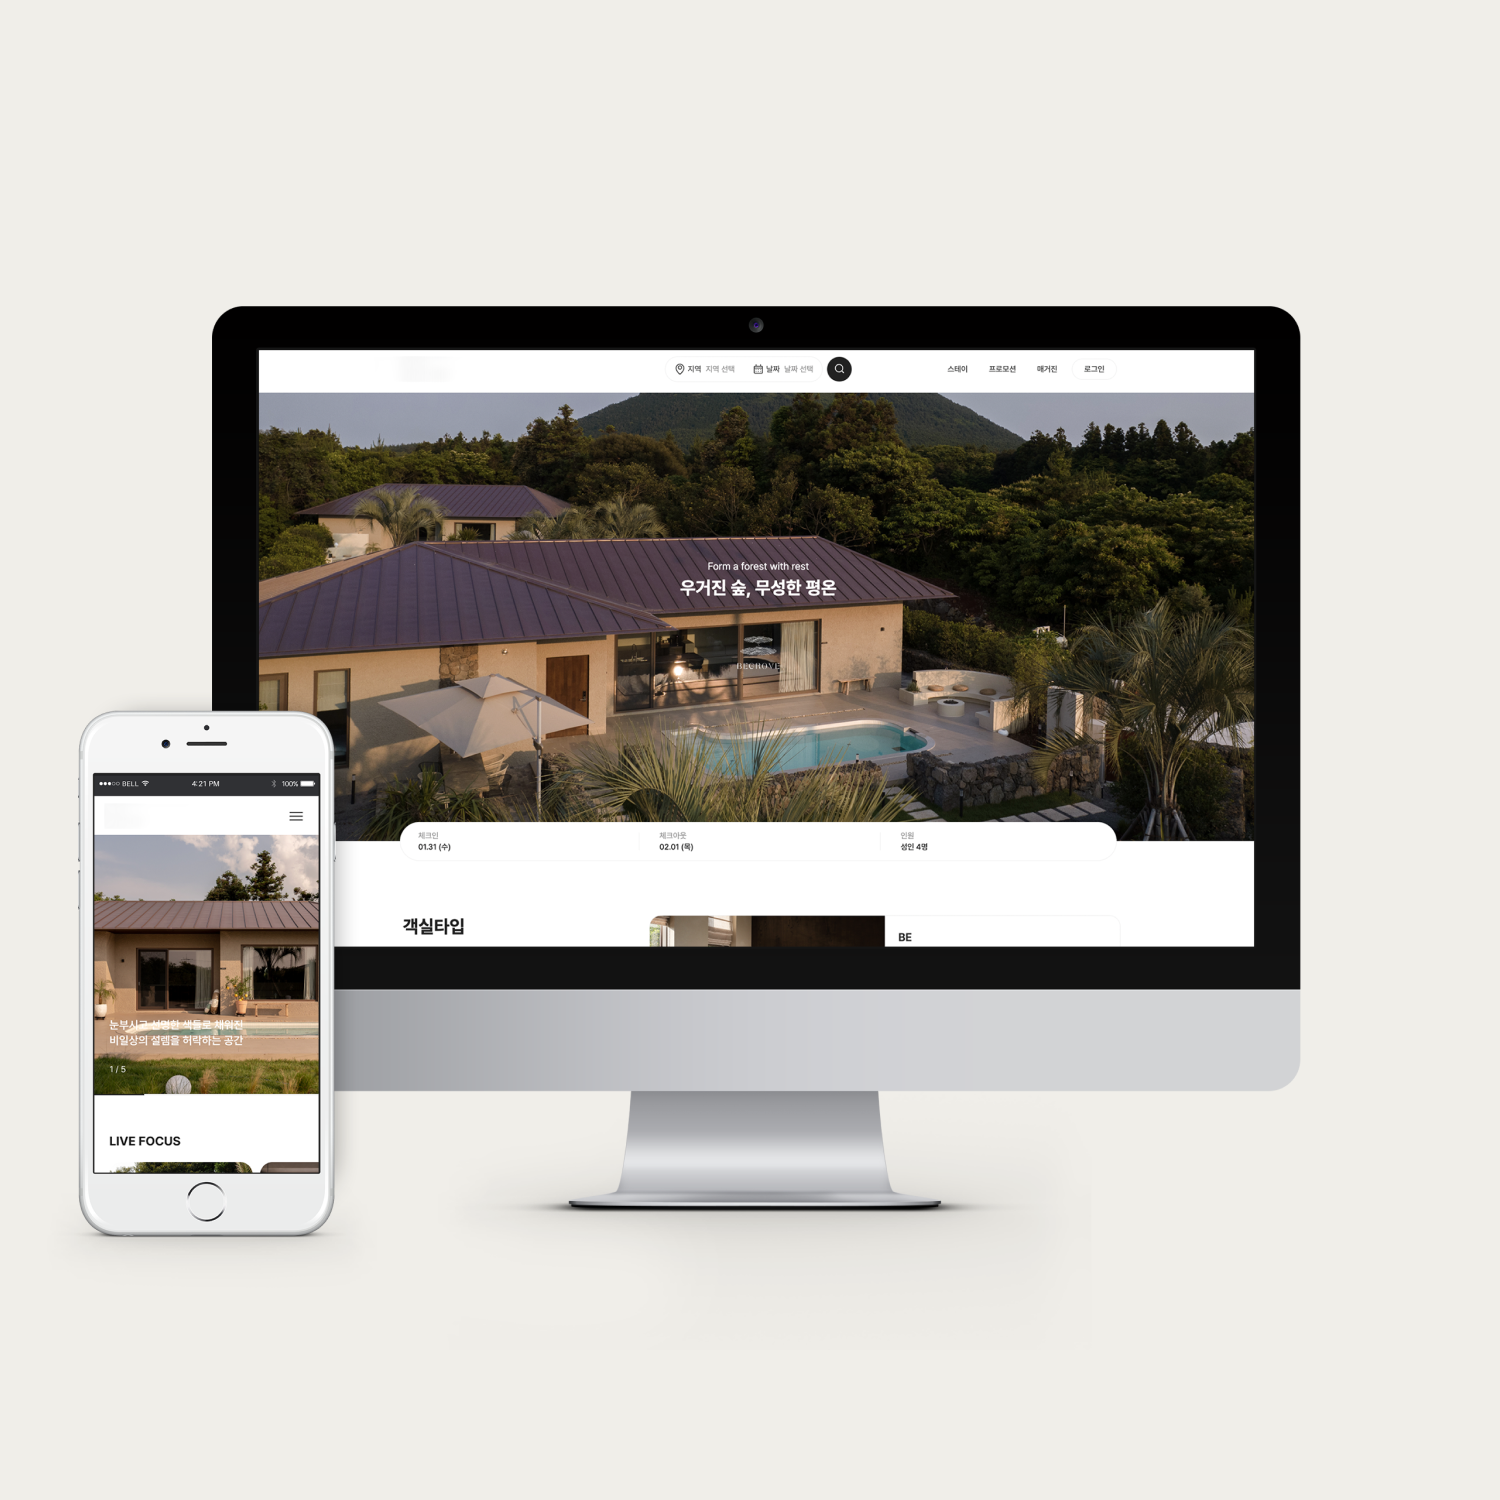 지역 지역 선택 날짜 날짜 선택
스테이 프로모션 매거진 로그인
Form a forest with rest
우거진 숲, 무성한 평온
BEGROVE
체크인 체크아웃 인원
01.31 (수) 02.01 (목) 성인 4명
객실타입
BE
BELL 4:21 PM 100%
눈부시고 선명한 색들로 채워진
비일상의 설렘을 허락하는 공간
1 / 5
LIVE FOCUS